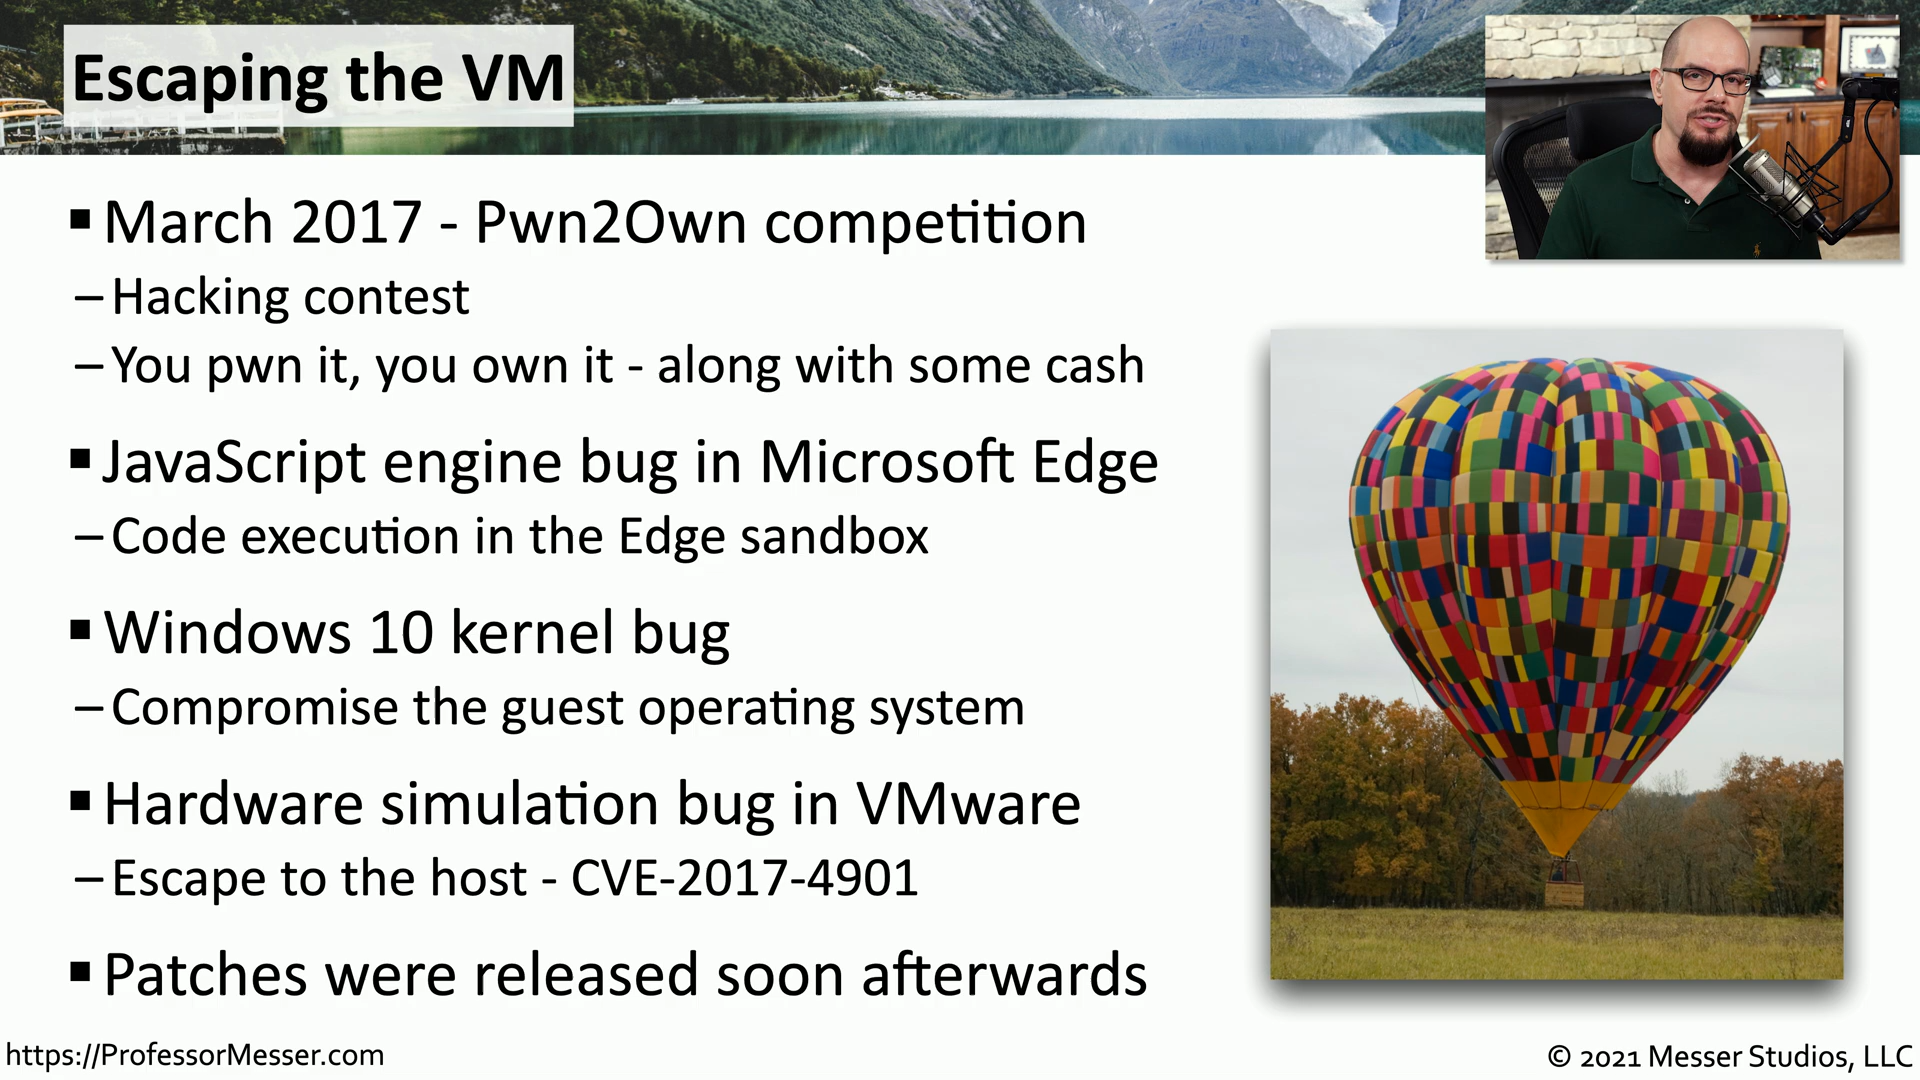 Escaping the VM
▪ March 2017 - Pwn2Own competition
– Hacking contest
– You pwn it, you own it - along with some cash
▪ JavaScript engine bug in Microsoft Edge
– Code execution in the Edge sandbox
▪ Windows 10 kernel bug
– Compromise the guest operating system
▪ Hardware simulation bug in VMware
– Escape to the host - CVE-2017-4901
▪ Patches were released soon afterwards
https://ProfessorMesser.com
© 2021 Messer Studios, LLC